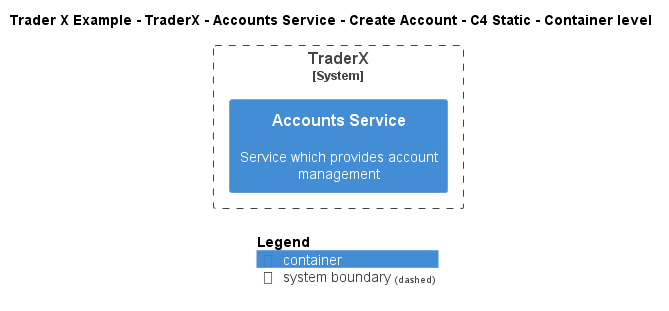 Trader X Example - TraderX - Accounts Service - Create Account - C4 Static - Container level
TraderX
[System]
Accounts Service
Service which provides account
management
Legend
container
system boundary (dashed)